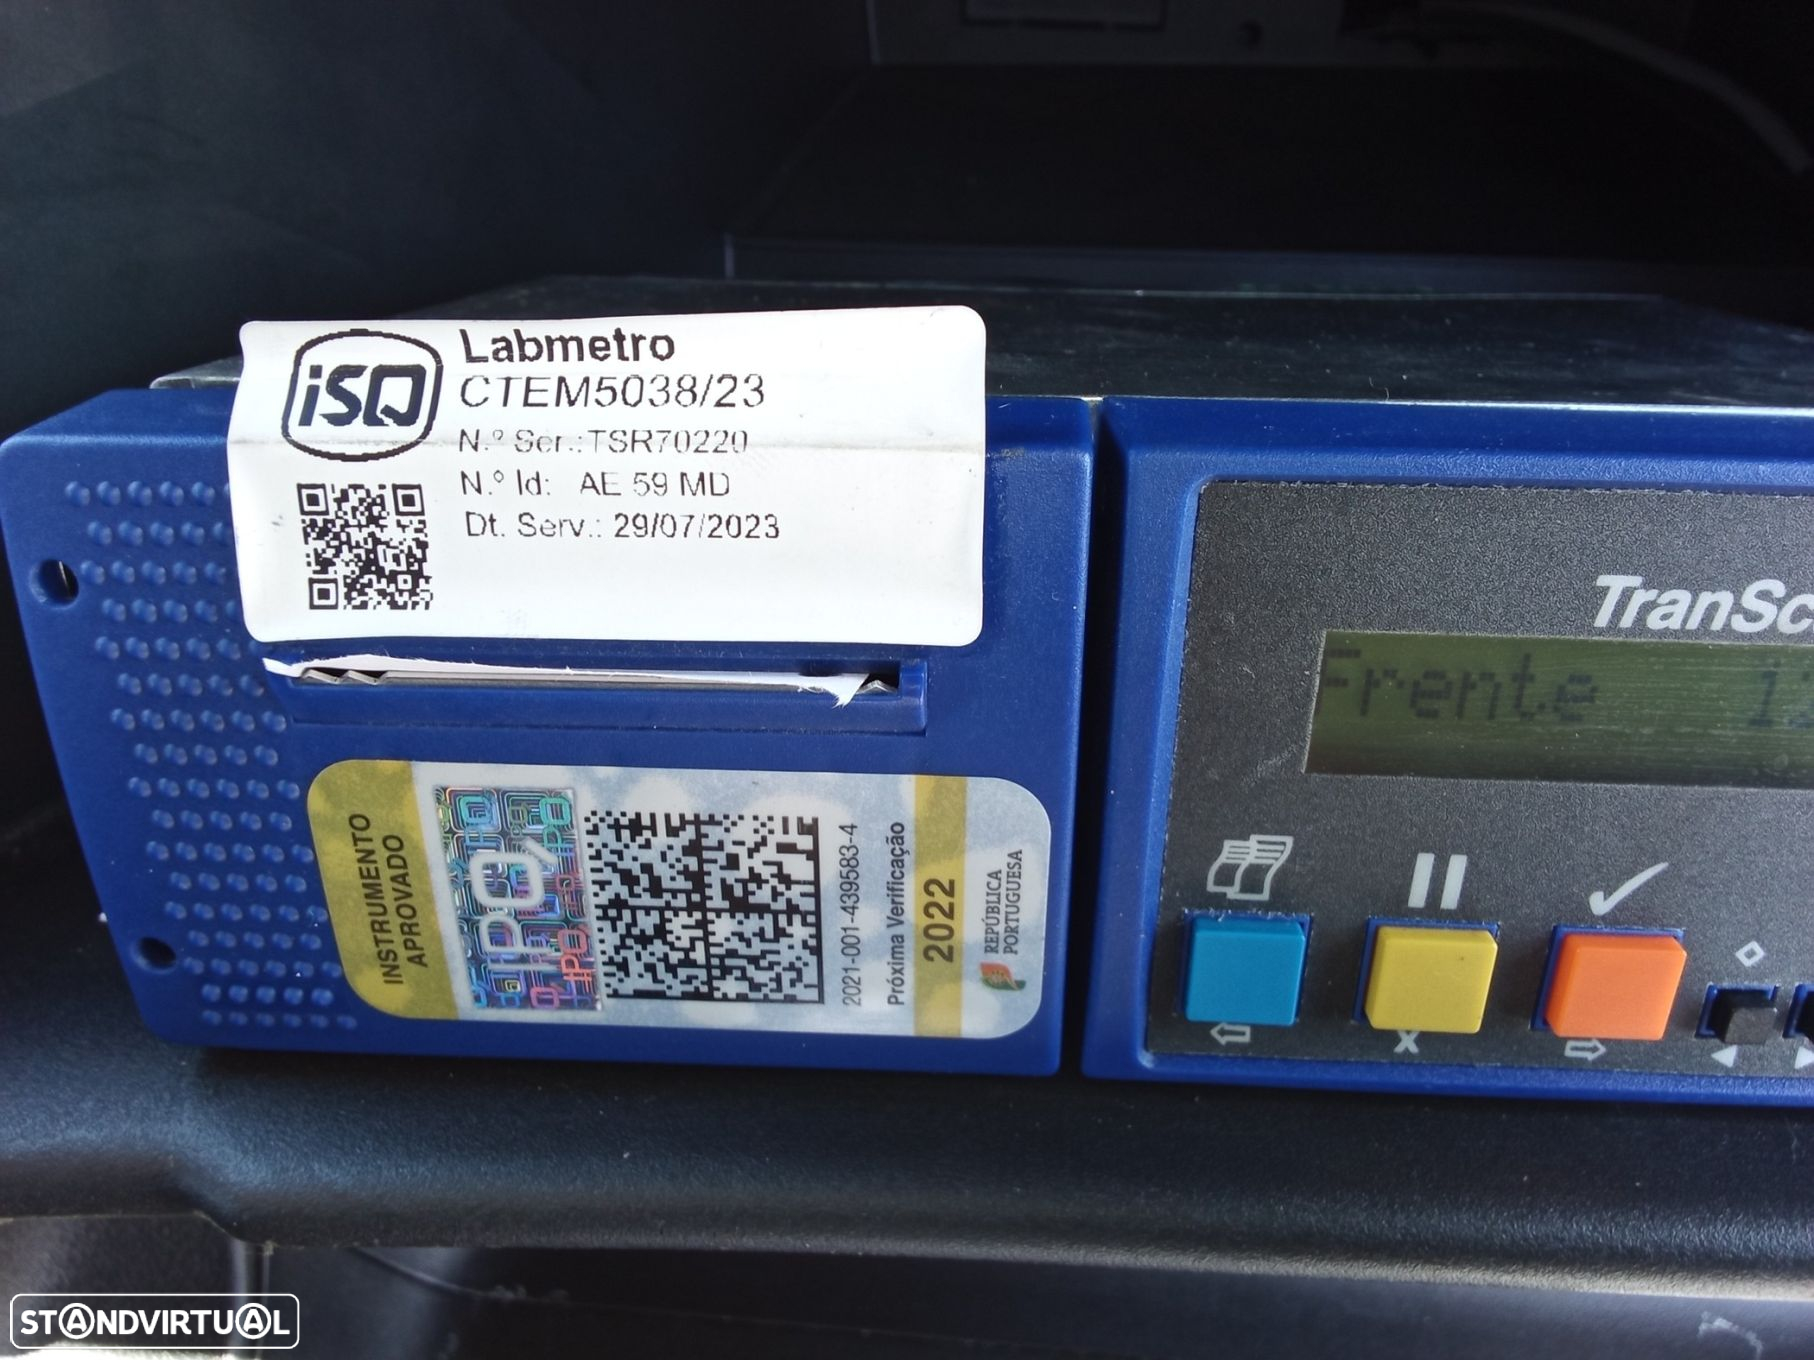 iSQ
Labmetro
CTEM5038/23
N.º Ser.:TSR70220
N.º Id: AE 59 MD
Dt. Serv.: 29/07/2023
TranSc
Frente
INSTRUMENTO
APROVADO
IPQ
2021-001-439583-4
Próxima Verificação
2022
REPÚBLICA
PORTUGUESA
X
STANDVIRTUAL